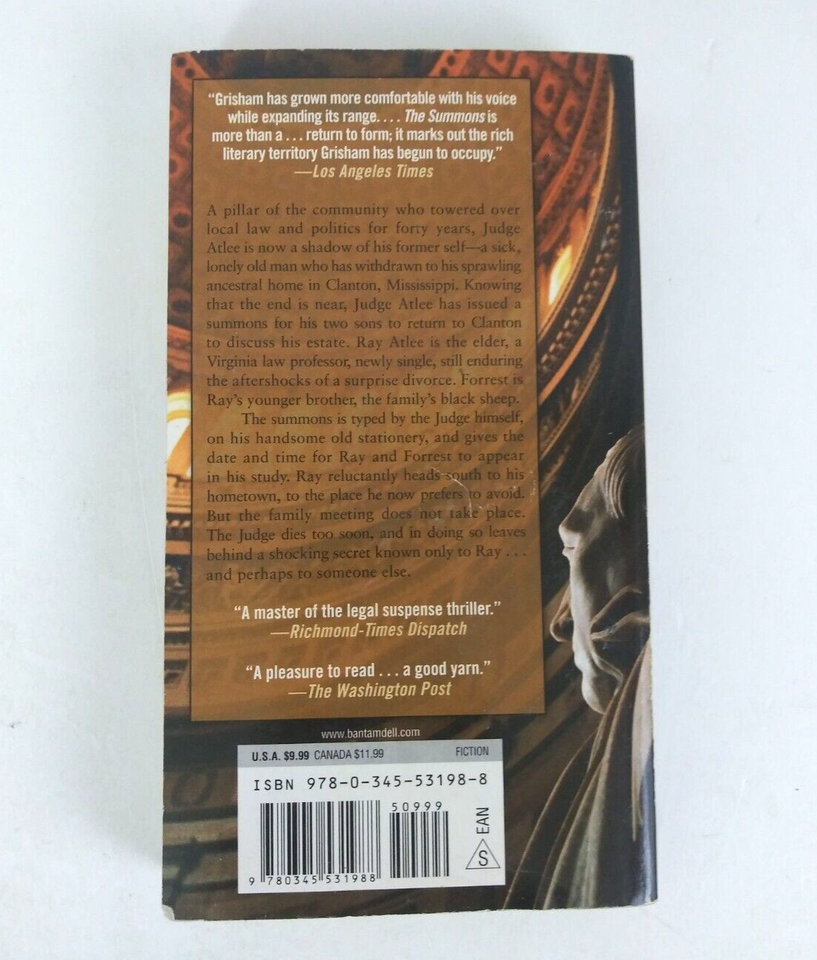 “Grisham has grown more comfortable with his voice
while expanding its range. . . . The Summons is
more than a . . . return to form; it marks out the rich
literary territory Grisham has begun to occupy.”
—Los Angeles Times
A pillar of the community who towered over
local law and politics for forty years, Judge
Atlee is now a shadow of his former self—a sick,
lonely old man who has withdrawn to his sprawling
ancestral home in Clanton, Mississippi. Knowing
that the end is near, Judge Atlee has issued a
summons for his two sons to return to Clanton
to discuss his estate. Ray Atlee is the elder, a
Virginia law professor, newly single, still enduring
the aftershocks of a surprise divorce. Forrest is
Ray’s younger brother, the family’s black sheep.
The summons is typed by the Judge himself,
on his handsome old stationery, and gives the
date and time for Ray and Forrest to appear
in his study. Ray reluctantly heads south to his
hometown, to the place he now prefers to avoid.
But the family meeting does not take place.
The Judge dies too soon, and in doing so leaves
behind a shocking secret known only to Ray . . .
and perhaps to someone else.
“A master of the legal suspense thriller.”
—Richmond-Times Dispatch
“A pleasure to read . . . a good yarn.”
—The Washington Post
www.bantamdell.com
U.S.A. $9.99 CANADA $11.99 FICTION
ISBN 978-0-345-53198-8
50999
9 780345 531988
EAN
S